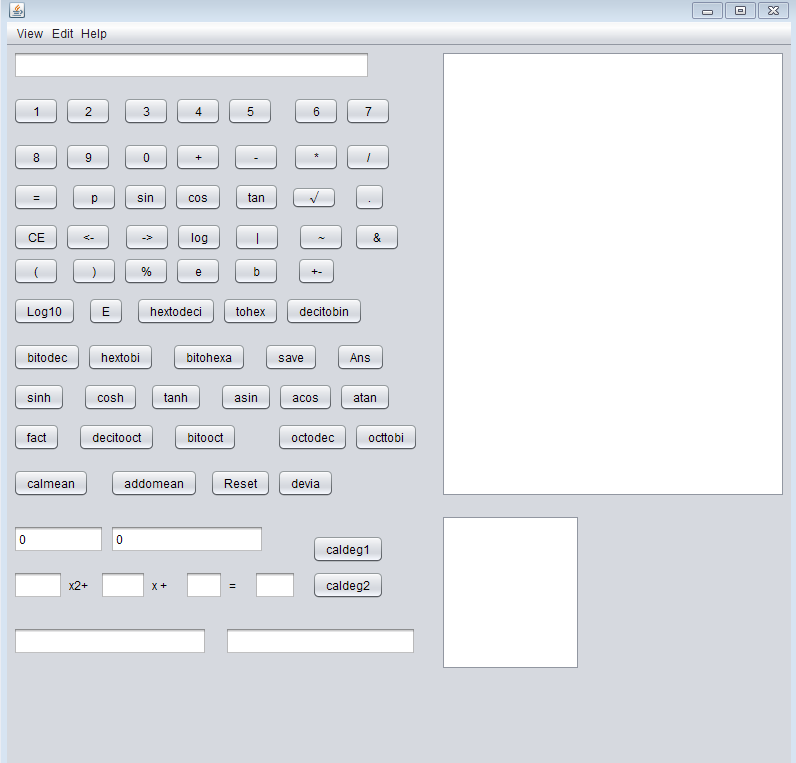 View Edit Help
1 2 3 4 5 6 7
8 9 0 + - * /
= p sin cos tan √ .
CE <- -> log | ~ &
( ) % e b +-
Log10 E hextodeci tohex decitobin
bitodec hextobi bitohexa save Ans
sinh cosh tanh asin acos atan
fact decitooct bitooct octodec octtobi
calmean addomean Reset devia
0 0 caldeg1
x2+ x + = caldeg2